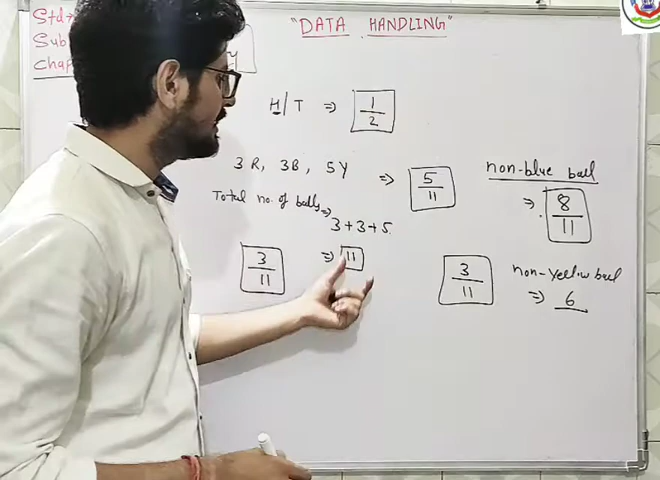 "DATA HANDLING"
Std
Sub
Chap
H/T ⇒ 1/2
3R, 3B, 5Y ⇒ 5/11
Total no. of balls ⇒
3+3+5
⇒ 11
3/11
non-blue ball
⇒ 8/11
3/11
non-yellow ball
⇒ 6